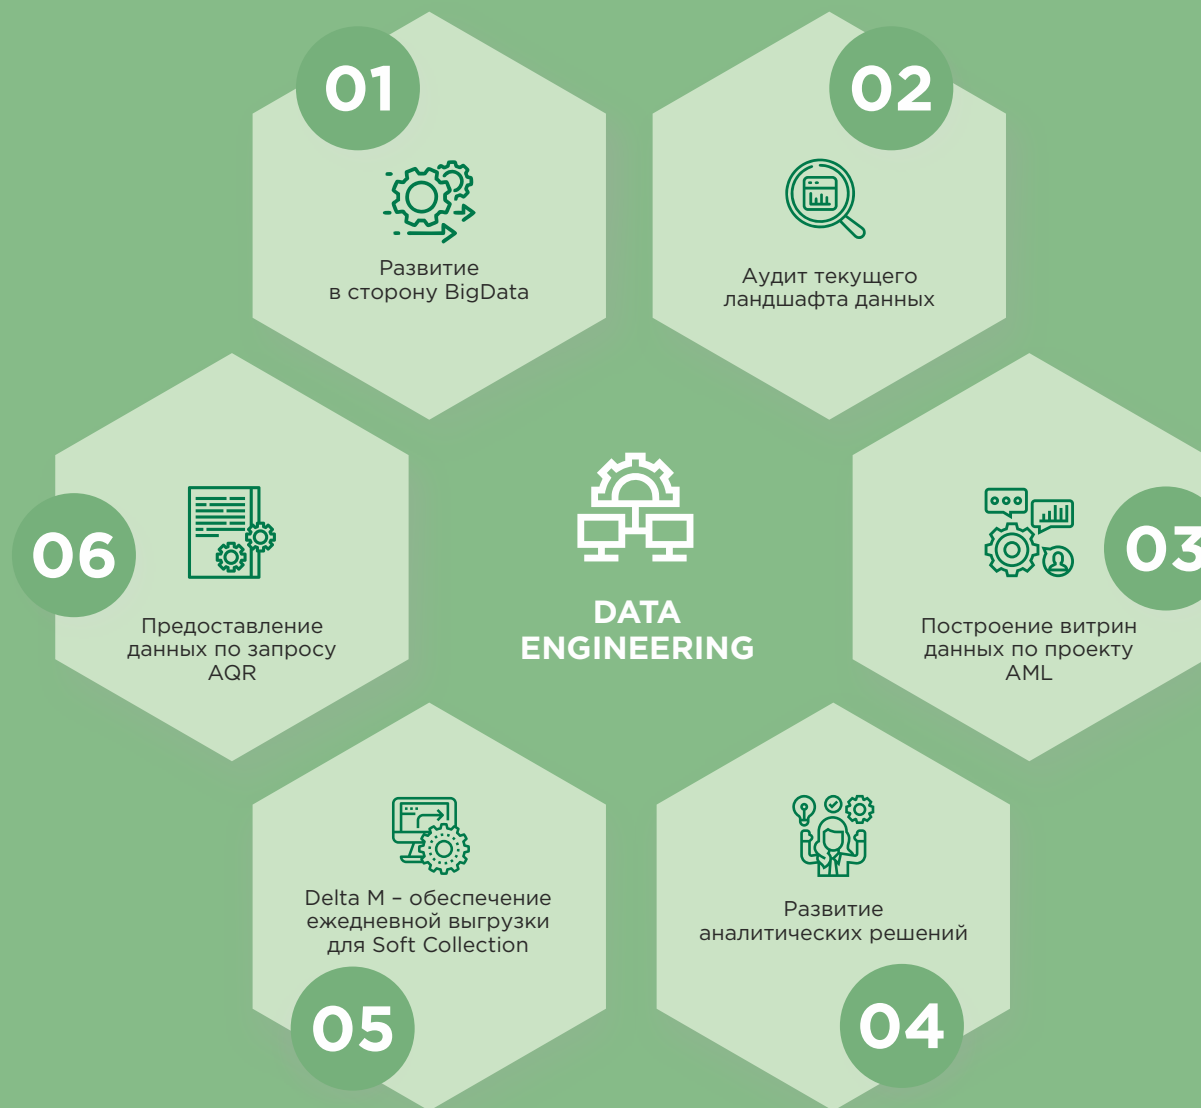 01
Развитие
в сторону BigData
02
Аудит текущего
ландшафта данных
03
Построение витрин
данных по проекту
AML
04
Развитие
аналитических решений
05
Delta M – обеспечение
ежедневной выгрузки
для Soft Collection
06
Предоставление
данных по запросу
AQR
DATA
ENGINEERING